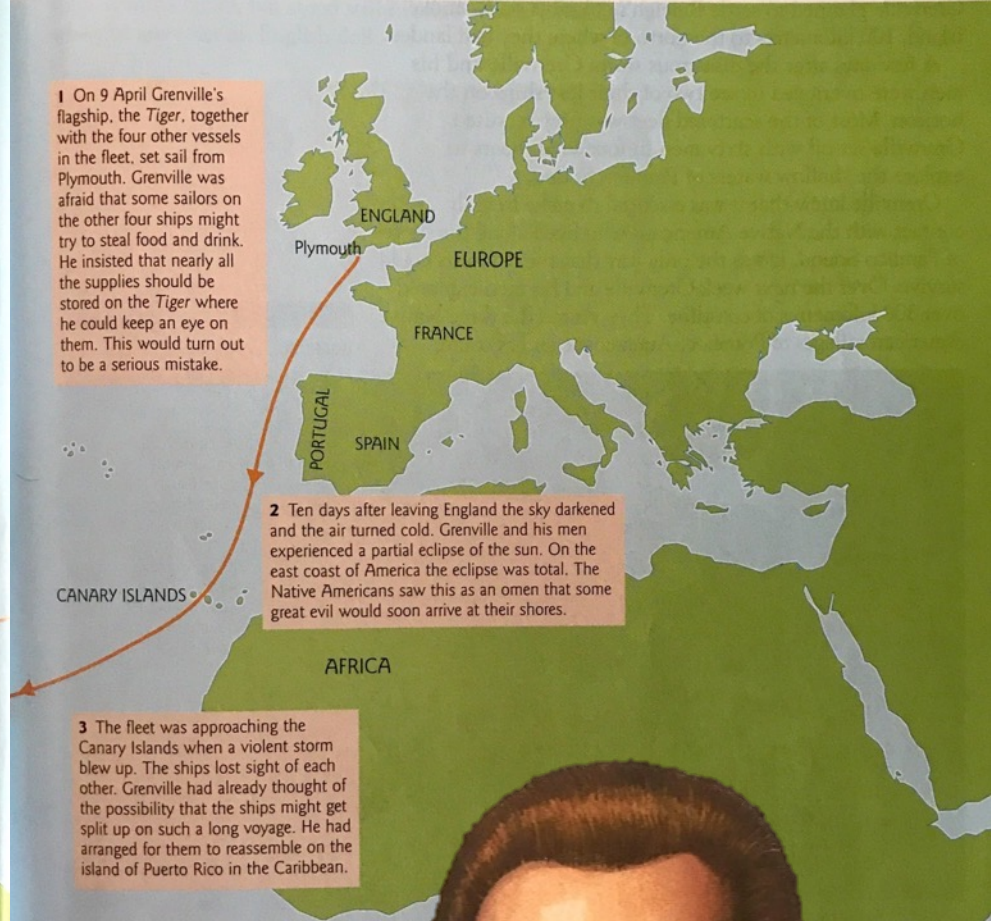 1 On 9 April Grenville's
flagship, the Tiger, together
with the four other vessels
in the fleet, set sail from
Plymouth. Grenville was
afraid that some sailors on
the other four ships might
try to steal food and drink.
He insisted that nearly all
the supplies should be
stored on the Tiger where
he could keep an eye on
them. This would turn out
to be a serious mistake.
ENGLAND
Plymouth
EUROPE
FRANCE
PORTUGAL
SPAIN
2 Ten days after leaving England the sky darkened
and the air turned cold. Grenville and his men
experienced a partial eclipse of the sun. On the
east coast of America the eclipse was total. The
Native Americans saw this as an omen that some
great evil would soon arrive at their shores.
CANARY ISLANDS
AFRICA
3 The fleet was approaching the
Canary Islands when a violent storm
blew up. The ships lost sight of each
other. Grenville had already thought of
the possibility that the ships might get
split up on such a long voyage. He had
arranged for them to reassemble on the
island of Puerto Rico in the Caribbean.